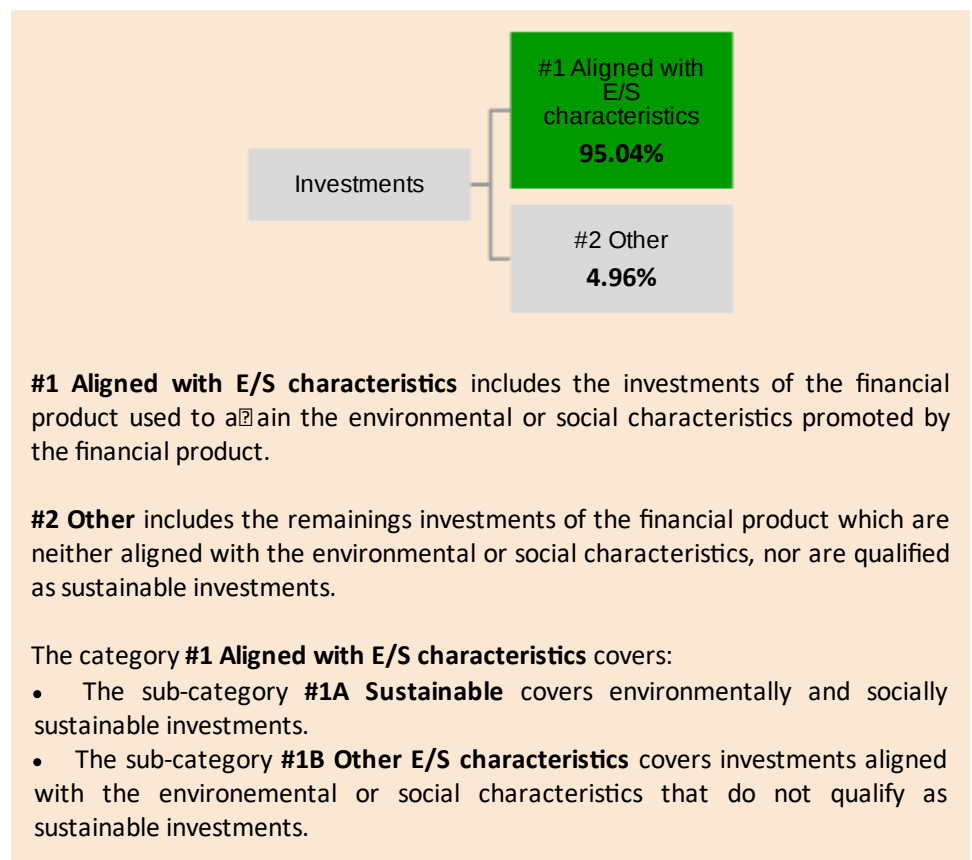 #1 Aligned with
E/S
characteristics
95.04%
Investments
#2 Other
4.96%
#1 Aligned with E/S characteristics includes the investments of the financial
product used to a⍰ain the environmental or social characteristics promoted by
the financial product.
#2 Other includes the remainings investments of the financial product which are
neither aligned with the environmental or social characteristics, nor are qualified
as sustainable investments.
The category #1 Aligned with E/S characteristics covers:
• The sub-category #1A Sustainable covers environmentally and socially
sustainable investments.
• The sub-category #1B Other E/S characteristics covers investments aligned
with the environemental or social characteristics that do not qualify as
sustainable investments.